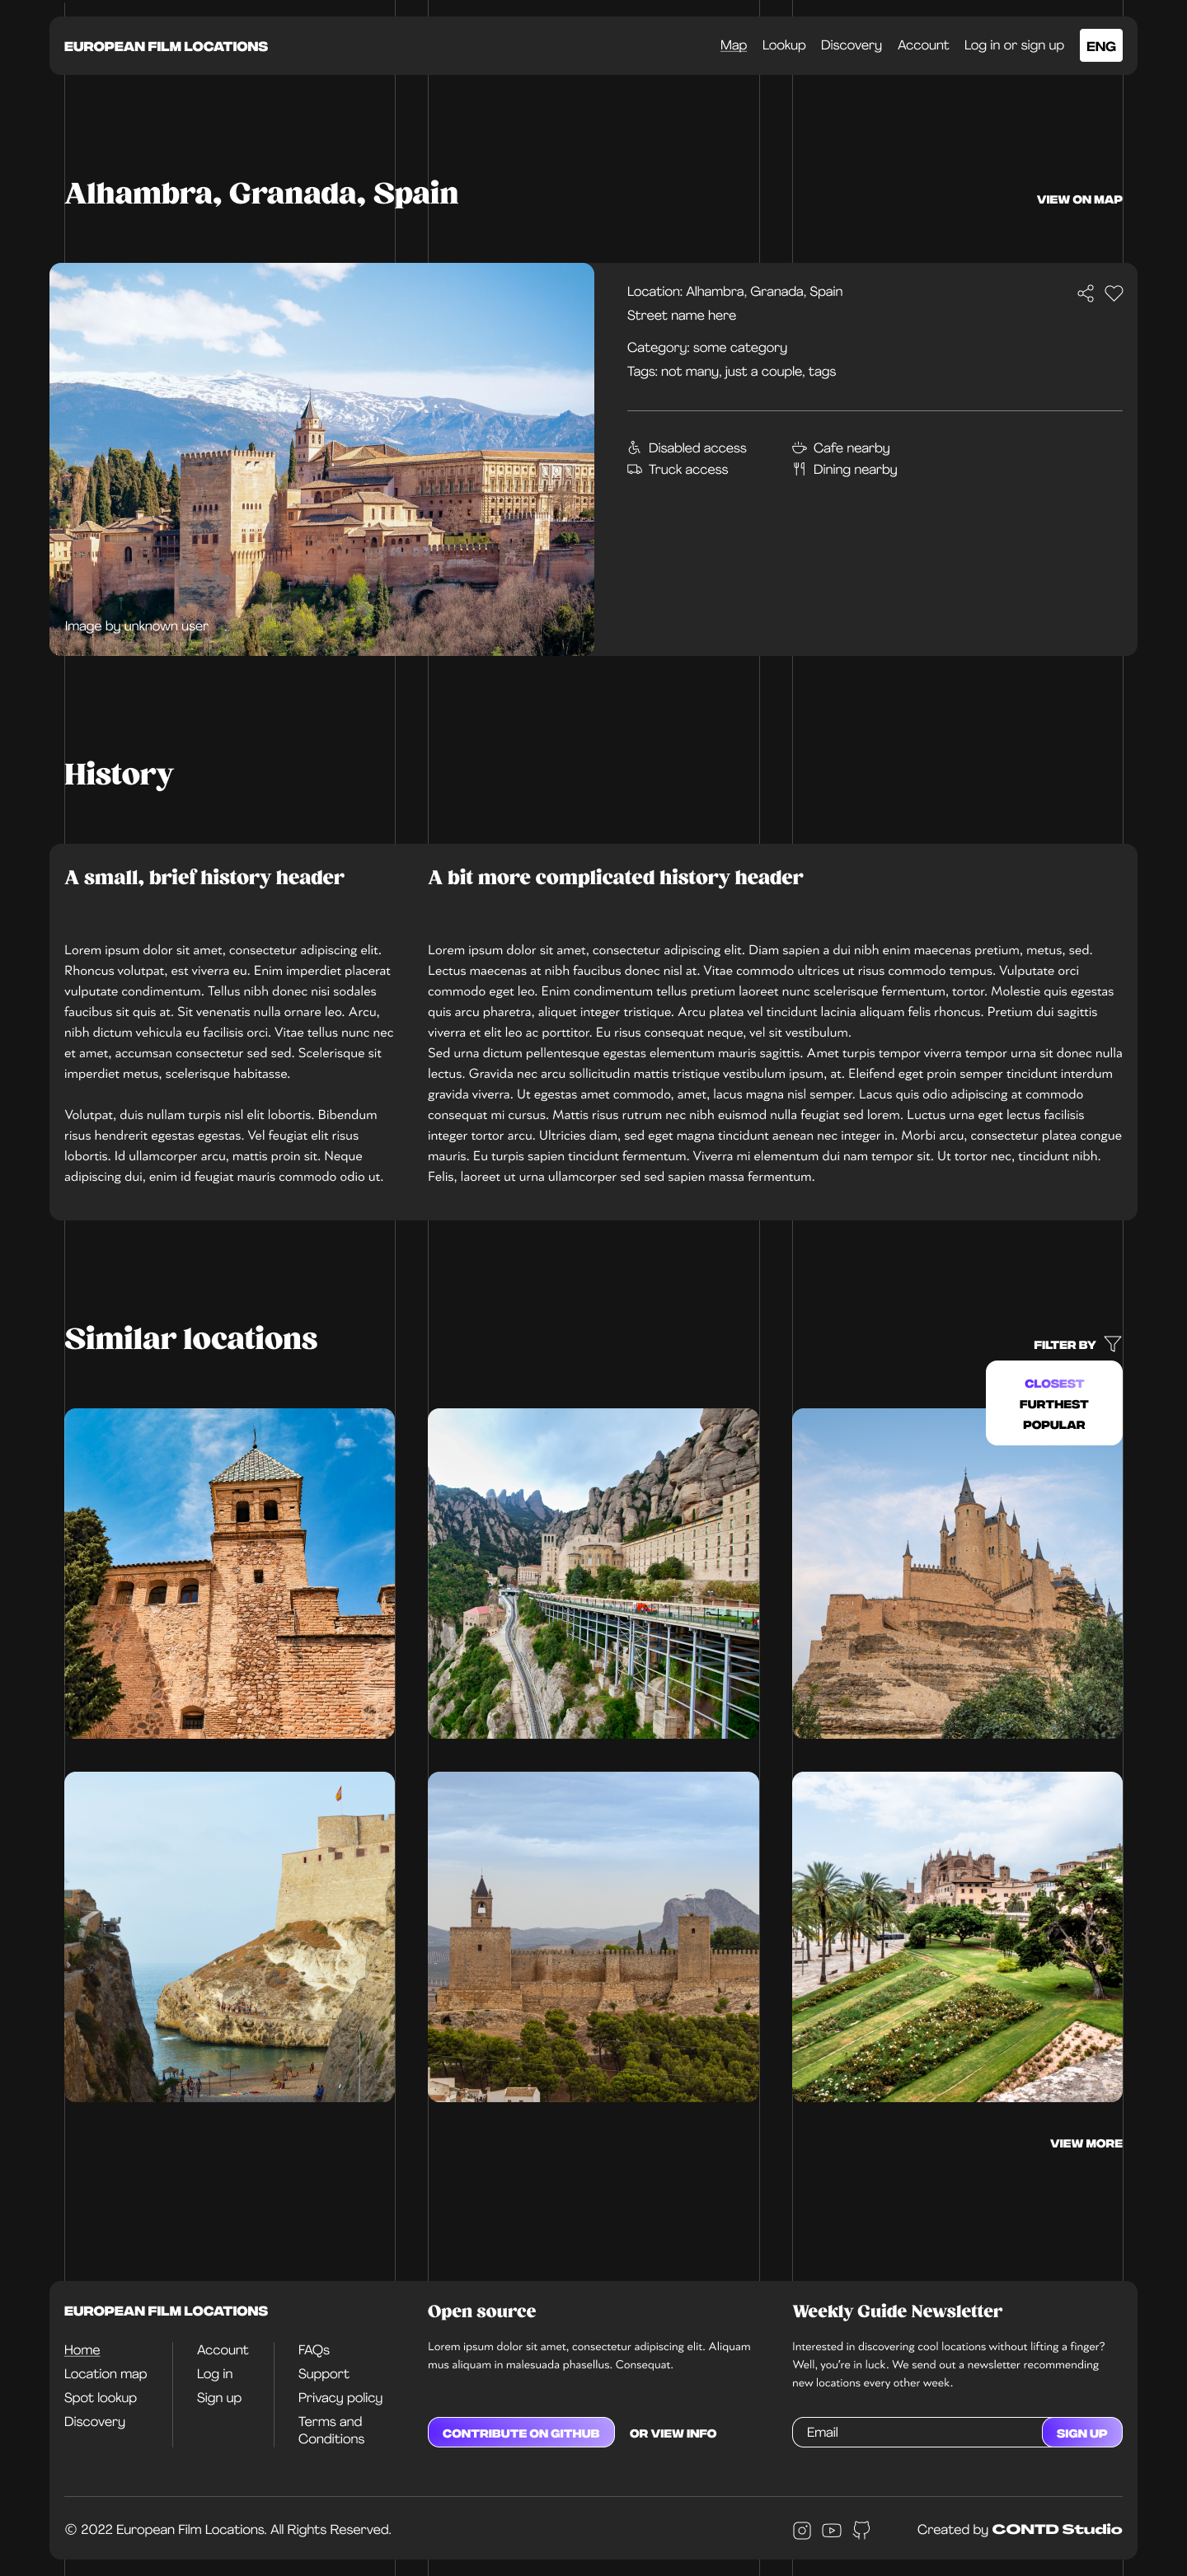 EUROPEAN FILM LOCATIONS
Map Lookup Discovery Account Log in or sign up ENG
Alhambra, Granada, Spain
VIEW ON MAP
Location: Alhambra, Granada, Spain
Street name here
Category: some category
Tags: not many, just a couple, tags
Disabled access
Cafe nearby
Truck access
Dining nearby
Image by unknown user
History
A small, brief history header
Lorem ipsum dolor sit amet, consectetur adipiscing elit.
Rhoncus volutpat, est viverra eu. Enim imperdiet placerat
vulputate condimentum. Tellus nibh donec nisi sodales
faucibus sit quis at. Sit venenatis nulla ornare leo. Arcu,
nibh dictum vehicula eu facilisis orci. Vitae tellus nunc nec
et amet, accumsan consectetur sed sed. Scelerisque sit
imperdiet metus, scelerisque habitasse.
Volutpat, duis nullam turpis nisl elit lobortis. Bibendum
risus hendrerit egestas egestas. Vel feugiat elit risus
lobortis. Id ullamcorper arcu, mattis proin sit. Neque
adipiscing dui, enim id feugiat mauris commodo odio ut.
A bit more complicated history header
Lorem ipsum dolor sit amet, consectetur adipiscing elit. Diam sapien a dui nibh enim maecenas pretium, metus, sed.
Lectus maecenas at nibh faucibus donec nisl at. Vitae commodo ultrices ut risus commodo tempus. Vulputate orci
commodo eget leo. Enim condimentum tellus pretium laoreet nunc scelerisque fermentum, tortor. Molestie quis egestas
quis arcu pharetra, aliquet integer tristique. Arcu platea vel tincidunt lacinia aliquam felis rhoncus. Pretium dui sagittis
viverra et elit leo ac porttitor. Eu risus consequat neque, vel sit vestibulum.
Sed urna dictum pellentesque egestas elementum mauris sagittis. Amet turpis tempor viverra tempor urna sit donec nulla
lectus. Gravida nec arcu sollicitudin mattis tristique vestibulum ipsum, at. Eleifend eget proin semper tincidunt interdum
gravida viverra. Ut egestas amet commodo, amet, lacus magna nisl semper. Lacus quis odio adipiscing at commodo
consequat mi cursus. Mattis risus rutrum nec nibh euismod nulla feugiat sed lorem. Luctus urna eget lectus facilisis
integer tortor arcu. Ultricies diam, sed eget magna tincidunt aenean nec integer in. Morbi arcu, consectetur platea congue
mauris. Eu turpis sapien tincidunt fermentum. Viverra mi elementum dui nam tempor sit. Ut tortor nec, tincidunt nibh.
Felis, laoreet ut urna ullamcorper sed sed sapien massa fermentum.
Similar locations
FILTER BY
CLOSEST
FURTHEST
POPULAR
VIEW MORE
EUROPEAN FILM LOCATIONS
Home
Location map
Spot lookup
Discovery
Account
Log in
Sign up
FAQs
Support
Privacy policy
Terms and
Conditions
Open source
Lorem ipsum dolor sit amet, consectetur adipiscing elit. Aliquam
mus aliquam in malesuada phasellus. Consequat.
CONTRIBUTE ON GITHUB
OR VIEW INFO
Weekly Guide Newsletter
Interested in discovering cool locations without lifting a finger?
Well, you're in luck. We send out a newsletter recommending
new locations every other week.
Email
SIGN UP
© 2022 European Film Locations. All Rights Reserved.
Created by CONTD Studio